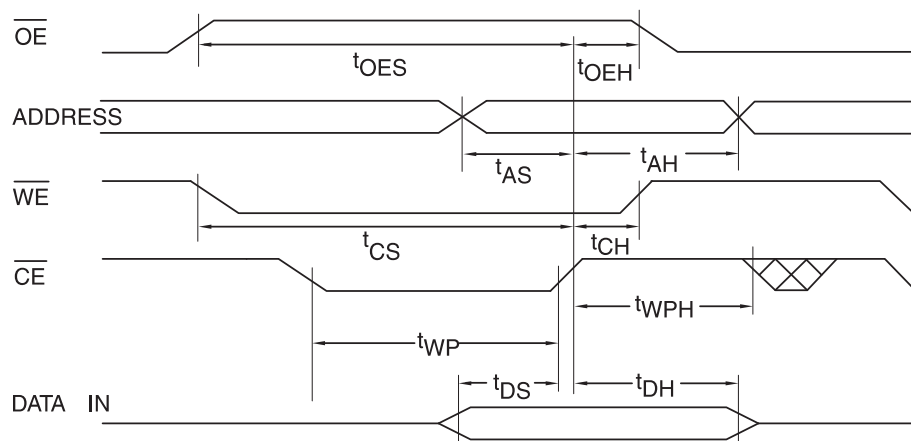 OE
tOES tOEH
ADDRESS
tAS tAH
WE
tCS tCH
CE
tWPH
tWP
tDS tDH
DATA IN